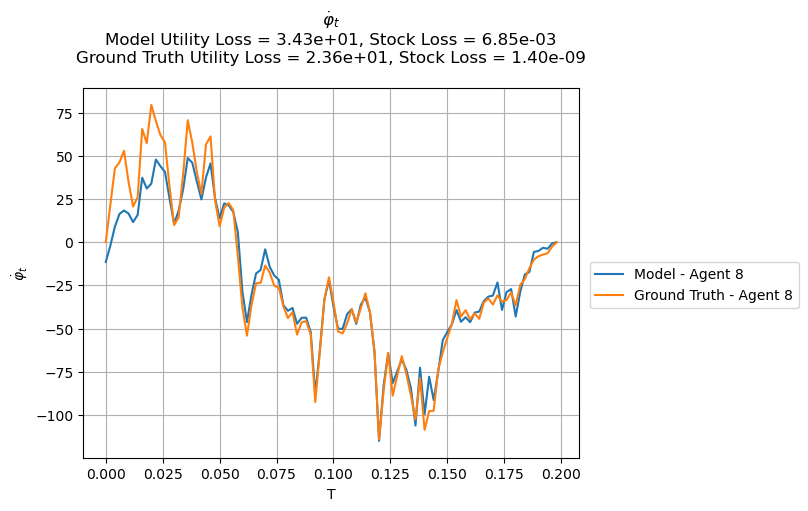 φ̇ₜ
Model Utility Loss = 3.43e+01, Stock Loss = 6.85e-03
Ground Truth Utility Loss = 2.36e+01, Stock Loss = 1.40e-09
75
50
25
0
−25
−50
−75
−100
φ̇ₜ
0.000 0.025 0.050 0.075 0.100 0.125 0.150 0.175 0.200
T
Model - Agent 8
Ground Truth - Agent 8